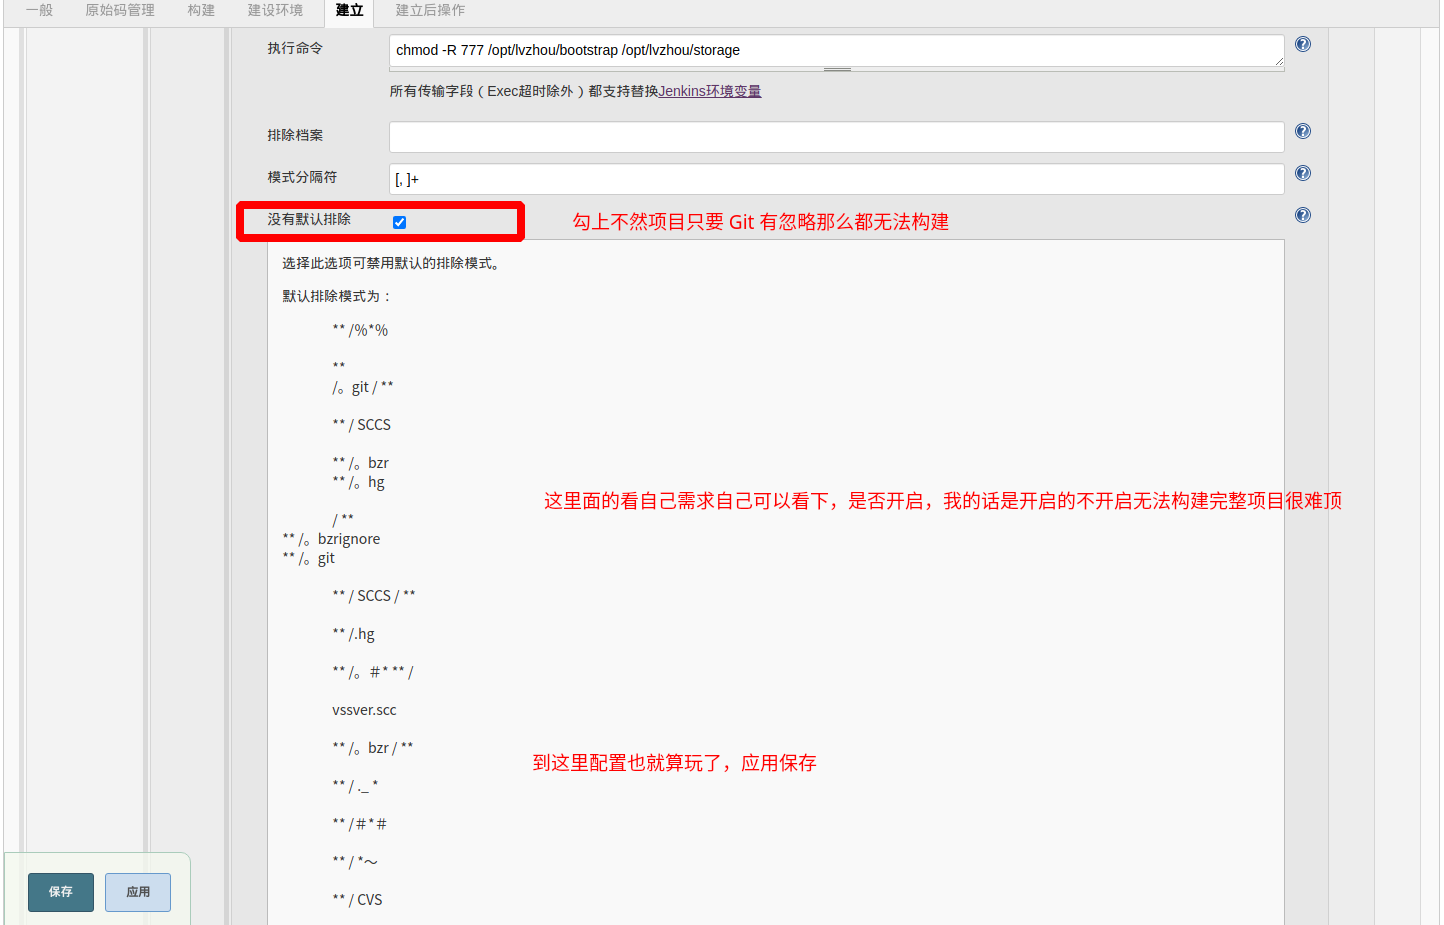 一般 原始码管理 构建 建设环境 建立 建立后操作
执行命令 chmod -R 777 /opt/lvzhou/bootstrap /opt/lvzhou/storage
所有传输字段（Exec超时除外）都支持替换Jenkins环境变量
排除档案
模式分隔符 [, ]+
没有默认排除 勾上不然项目只要 Git 有忽略那么都无法构建
选择此选项可禁用默认的排除模式。
默认排除模式为：
** /%*%
**
/。git / **
** / SCCS
** /。bzr
** /。hg
这里面的看自己需求自己可以看下，是否开启，我的话是开启的不开启无法构建完整项目很难顶
/ **
** /。bzrignore
** /。git
** / SCCS / **
** /.hg
** /。＃* ** /
vssver.scc
** /。bzr / **
到这里配置也就算玩了，应用保存
** / ._ *
** /＃*＃
** / *〜
** / CVS
保存 应用